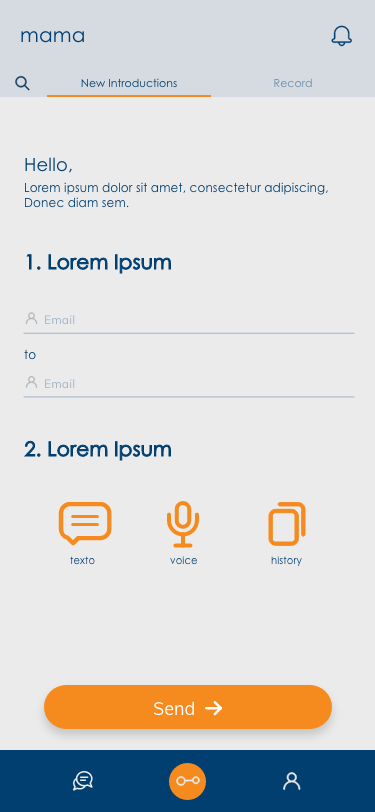 mama
New Introductions
Record
Hello,
Lorem ipsum dolor sit amet, consectetur adipiscing,
Donec diam sem.
1. Lorem Ipsum
Email
to
Email
2. Lorem Ipsum
texto
voice
history
Send